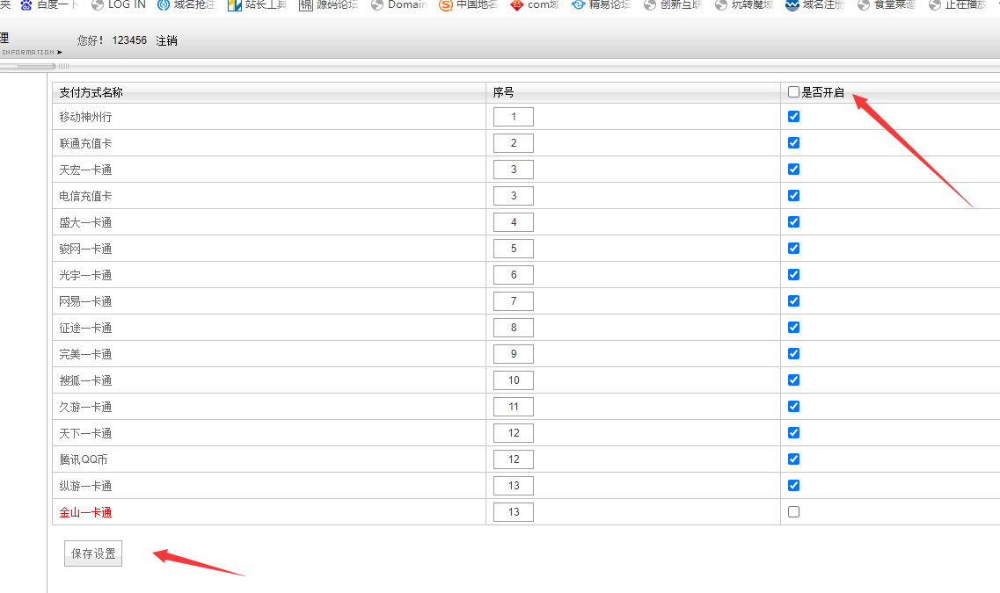 百度一下 LOG IN 域名抢注 站长工具 源码论坛 Domain 中国域名 com域 精易论坛 创新互联 玩转魔域 域名注册 食堂菜谱 正在播放
理 您好！ 123456 注销
INFORMATION
支付方式名称 序号 是否开启
移动神州行 1
联通充值卡 2
天宏一卡通 3
电信充值卡 3
盛大一卡通 4
骏网一卡通 5
光宇一卡通 6
网易一卡通 7
征途一卡通 8
完美一卡通 9
搜狐一卡通 10
久游一卡通 11
天下一卡通 12
腾讯QQ币 12
纵游一卡通 13
金山一卡通 13
保存设置